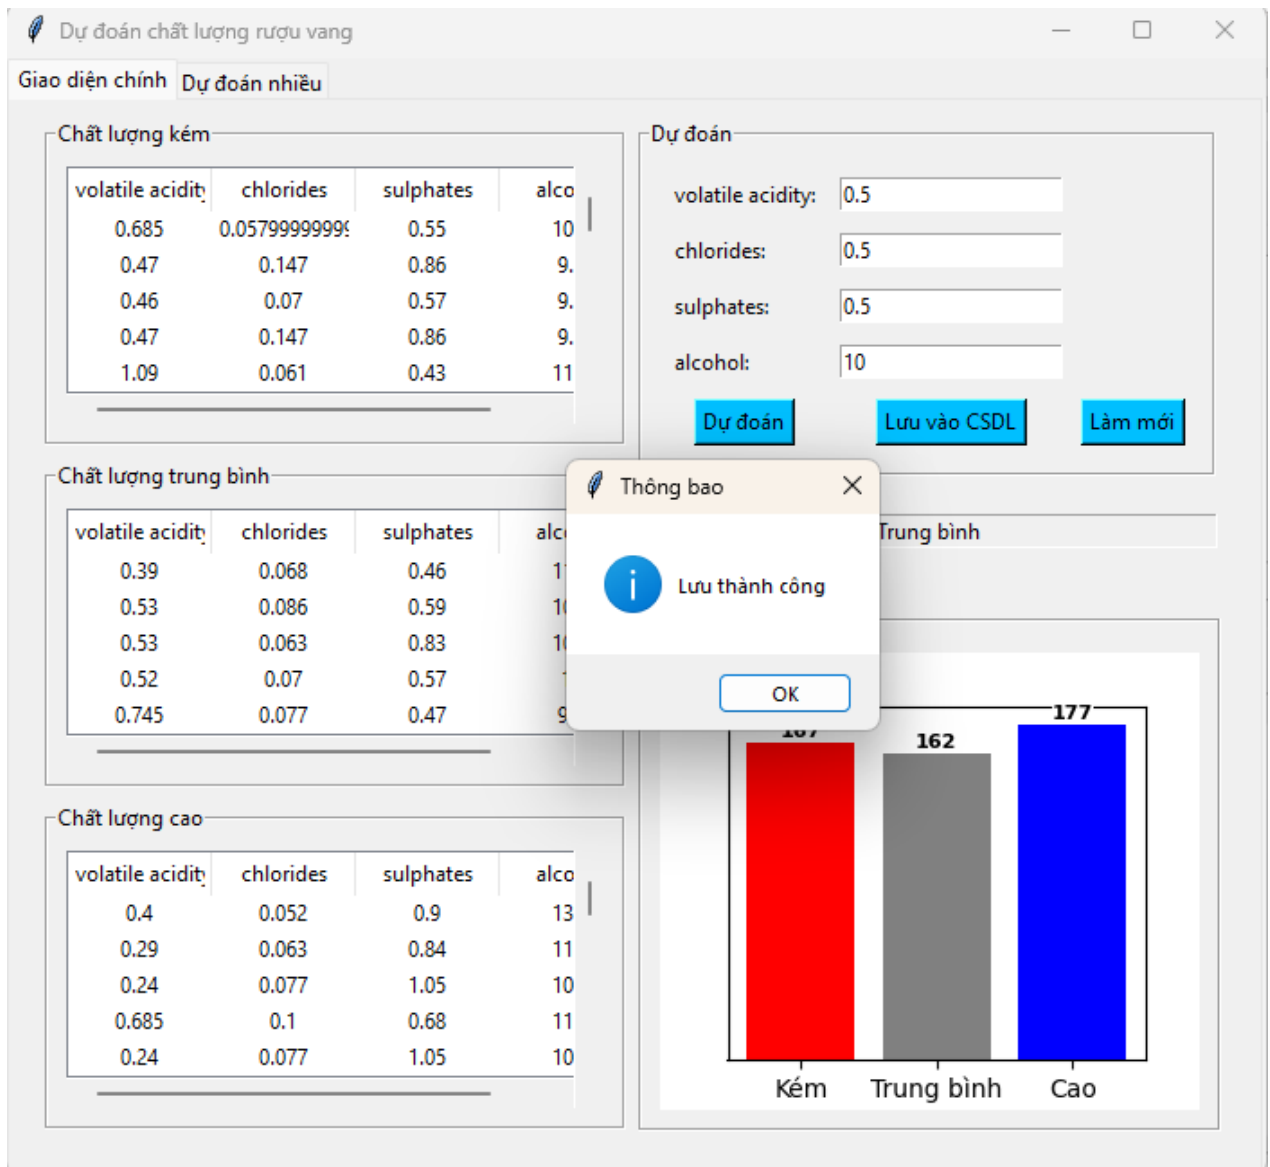 Dự đoán chất lượng rượu vang
Giao diện chính Dự đoán nhiều
Chất lượng kém
volatile acidity chlorides sulphates alco
0.685 0.05799999999 0.55 10
0.47 0.147 0.86 9.
0.46 0.07 0.57 9.
0.47 0.147 0.86 9.
1.09 0.061 0.43 11
Chất lượng trung bình
volatile acidity chlorides sulphates alc
0.39 0.068 0.46 1
0.53 0.086 0.59 10
0.53 0.063 0.83 10
0.52 0.07 0.57
0.745 0.077 0.47 9
Chất lượng cao
volatile acidity chlorides sulphates alco
0.4 0.052 0.9 13
0.29 0.063 0.84 11
0.24 0.077 1.05 10
0.685 0.1 0.68 11
0.24 0.077 1.05 10
Dự đoán
volatile acidity: 0.5
chlorides: 0.5
sulphates: 0.5
alcohol: 10
Dự đoán Lưu vào CSDL Làm mới
Trung bình
Thông bao
Lưu thành công
OK
167 162 177
Kém Trung bình Cao